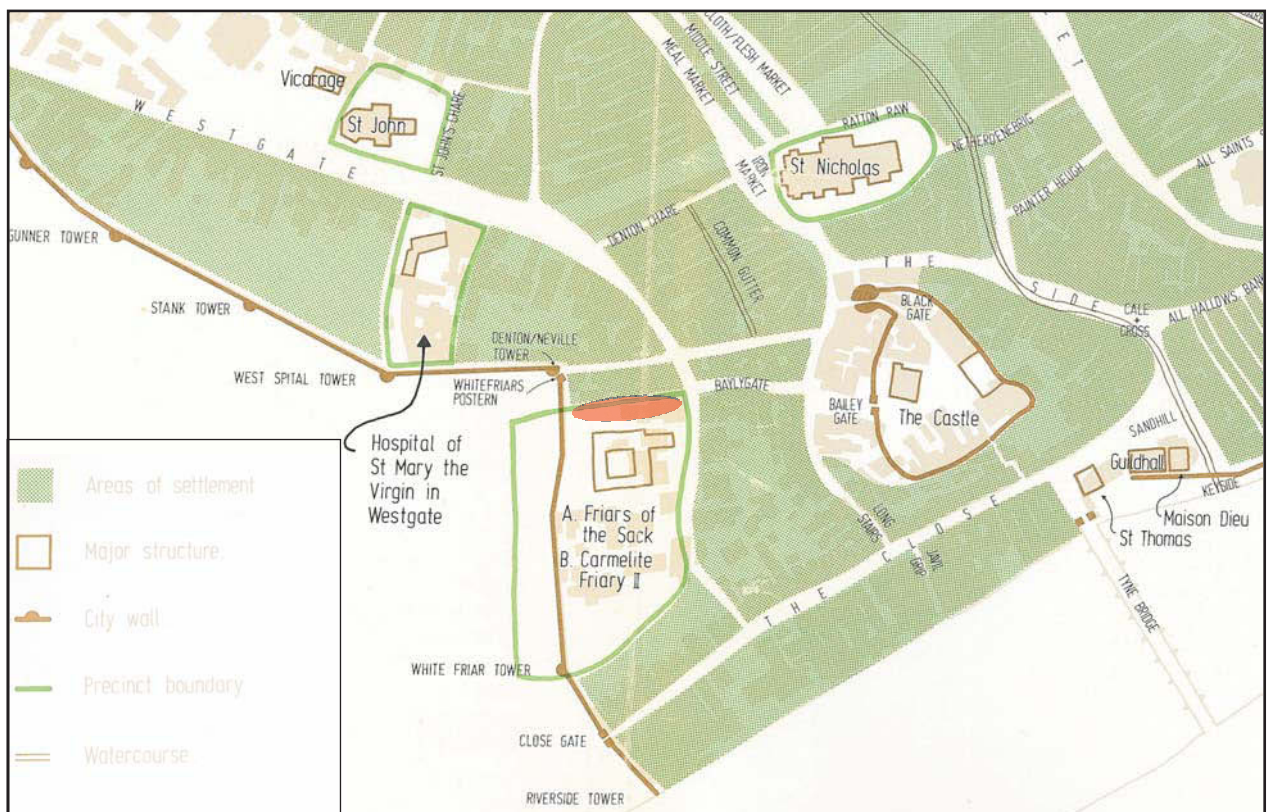 CLOTH/FLESH MARKET
MIDDLE STREET
MEAL MARKET
Vicarage
WESTGATE
St John
ST JOHN'S CHARE
RATTON RAW
NETHERDENEBRIG
St Nicholas
IRON
MARKET
PAINTER HEUGH
ALL SAINTS
GUNNER TOWER
DENTON CHARE
COMMON GUTTER
THE SIDE
STANK TOWER
BLACK
GATE
CALE
CROSS
ALL HALLOWS BANK
DENTON/NEVILLE
TOWER
WEST SPITAL TOWER
WHITEFRIARS
POSTERN
BAYLYGATE
BAILEY
GATE
The Castle
SANDHILL
Hospital of
St Mary the
Virgin in
Westgate
Guildhall
KEYSIDE
Areas of settlement
A. Friars of
the Sack
B. Carmelite
Friary II
LONG
STAIRS
JAVIL
GRIP
Maison Dieu
St Thomas
Major structure
THE CLOSE
TYNE BRIDGE
City wall
WHITE FRIAR TOWER
Precinct boundary
CLOSE GATE
Watercourse
RIVERSIDE TOWER